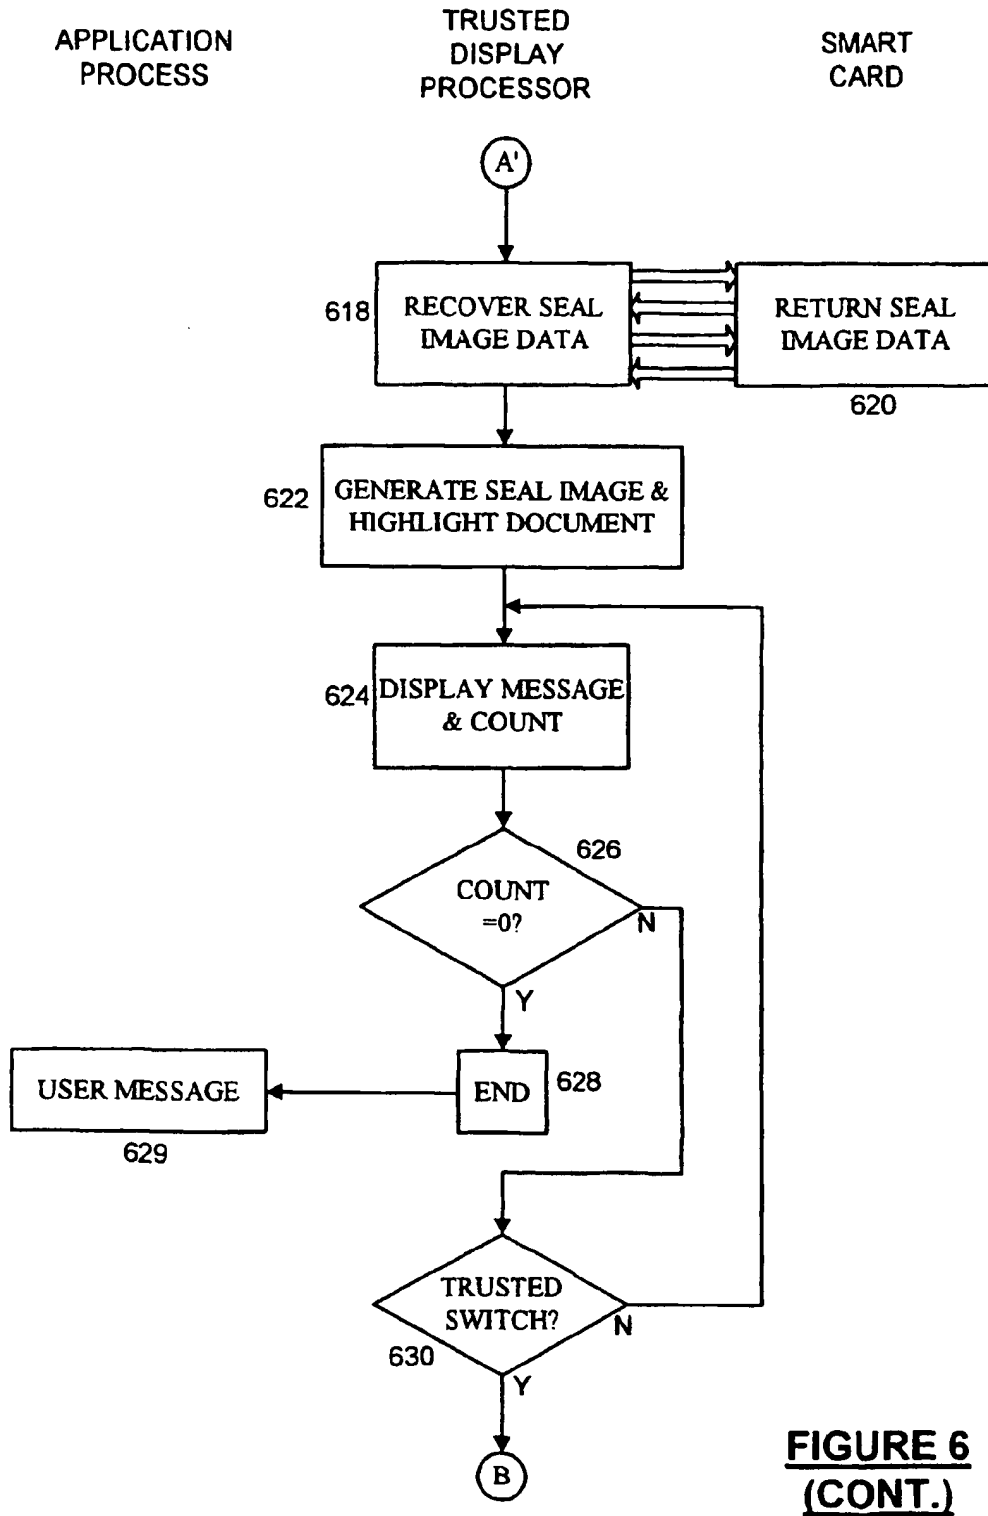 APPLICATION
PROCESS
TRUSTED
DISPLAY
PROCESSOR
SMART
CARD
A'
618
RECOVER SEAL
IMAGE DATA
RETURN SEAL
IMAGE DATA
620
622
GENERATE SEAL IMAGE &
HIGHLIGHT DOCUMENT
624
DISPLAY MESSAGE
& COUNT
626
COUNT
=0?
N
Y
USER MESSAGE
629
END
628
TRUSTED
SWITCH?
N
630
Y
B
FIGURE 6
(CONT.)